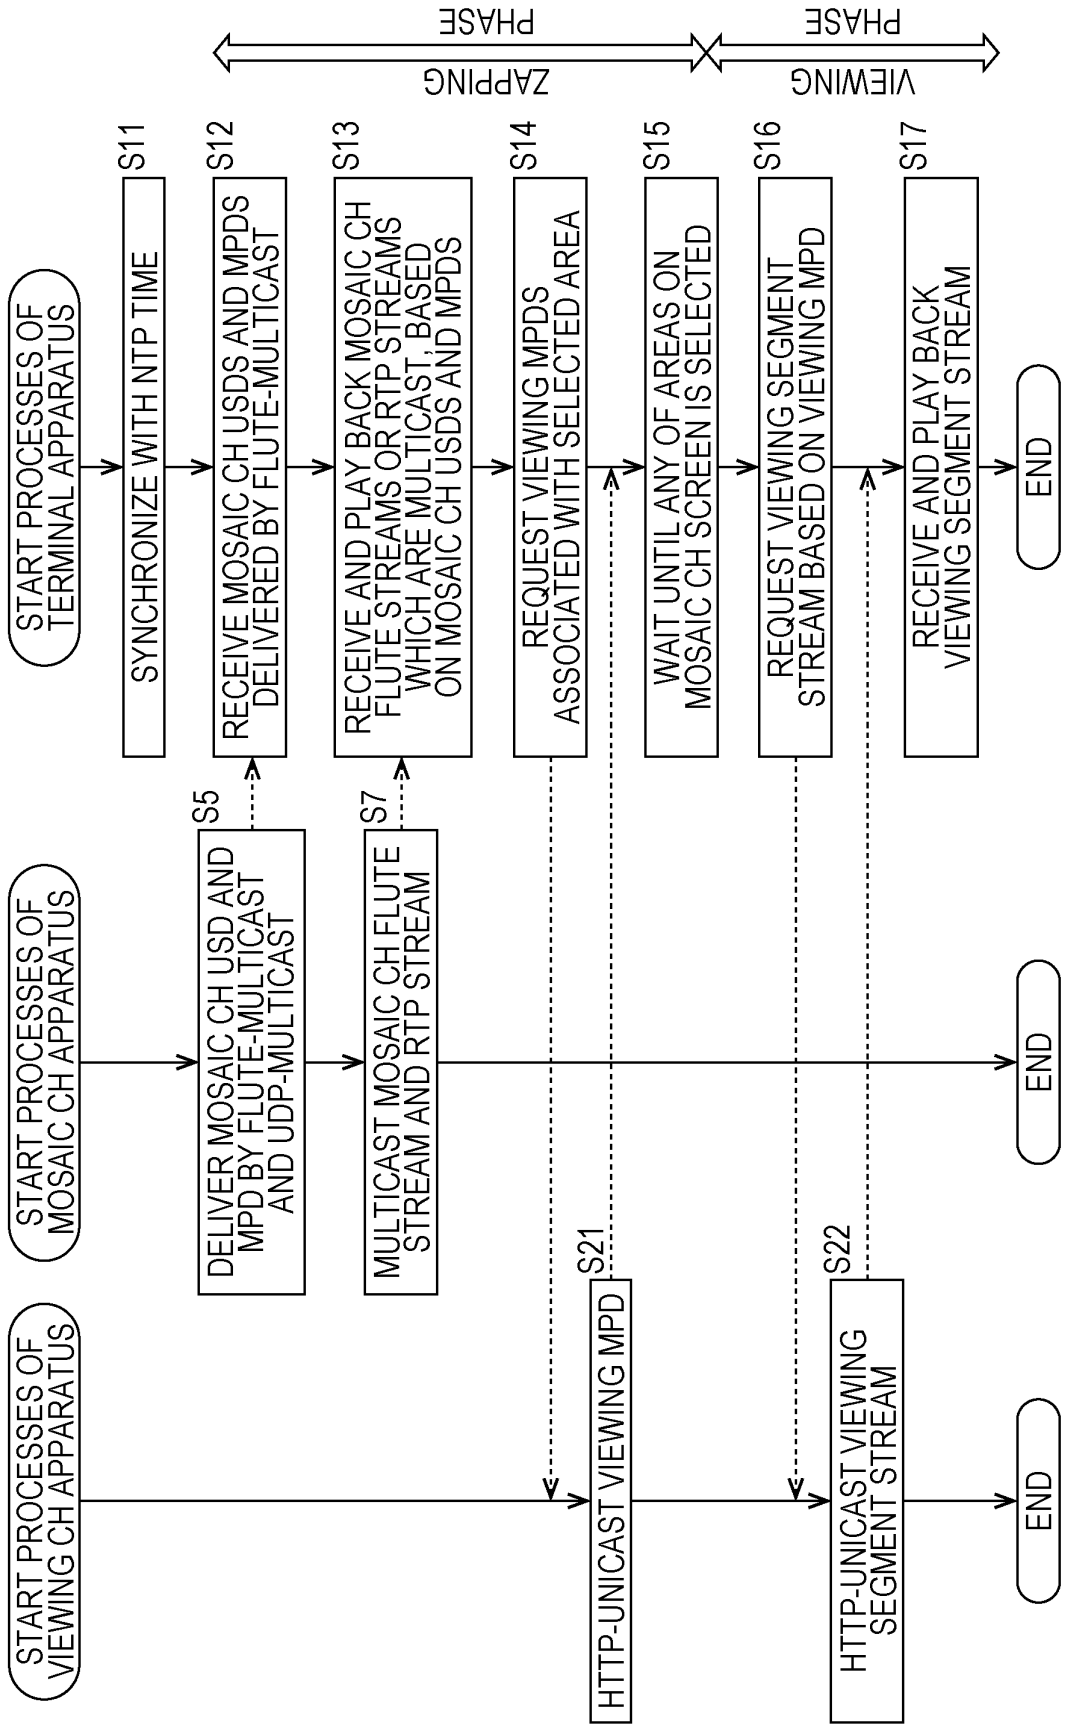 START PROCESSES OF
VIEWING CH APPARATUS
HTTP-UNICAST VIEWING MPD
S21
HTTP-UNICAST VIEWING
SEGMENT STREAM
S22
END
START PROCESSES OF
MOSAIC CH APPARATUS
DELIVER MOSAIC CH USD AND
MPD BY FLUTE-MULTICAST
AND UDP-MULTICAST
S5
MULTICAST MOSAIC CH FLUTE
STREAM AND RTP STREAM
S7
END
START PROCESSES OF
TERMINAL APPARATUS
SYNCHRONIZE WITH NTP TIME
S11
RECEIVE MOSAIC CH USDS AND MPDS
DELIVERED BY FLUTE-MULTICAST
S12
RECEIVE AND PLAY BACK MOSAIC CH
FLUTE STREAMS OR RTP STREAMS
WHICH ARE MULTICAST, BASED
ON MOSAIC CH USDS AND MPDS
S13
REQUEST VIEWING MPDS
ASSOCIATED WITH SELECTED AREA
S14
WAIT UNTIL ANY OF AREAS ON
MOSAIC CH SCREEN IS SELECTED
S15
REQUEST VIEWING SEGMENT
STREAM BASED ON VIEWING MPD
S16
RECEIVE AND PLAY BACK
VIEWING SEGMENT STREAM
S17
END
ZAPPING
PHASE
VIEWING
PHASE